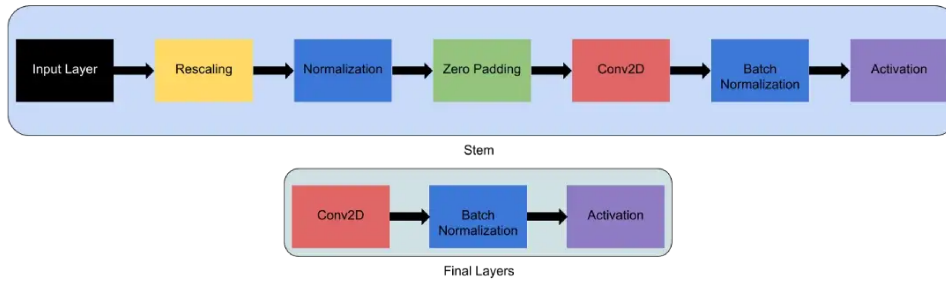 Input Layer
Rescaling
Normalization
Zero Padding
Conv2D
Batch
Normalization
Activation
Stem
Conv2D
Batch
Normalization
Activation
Final Layers